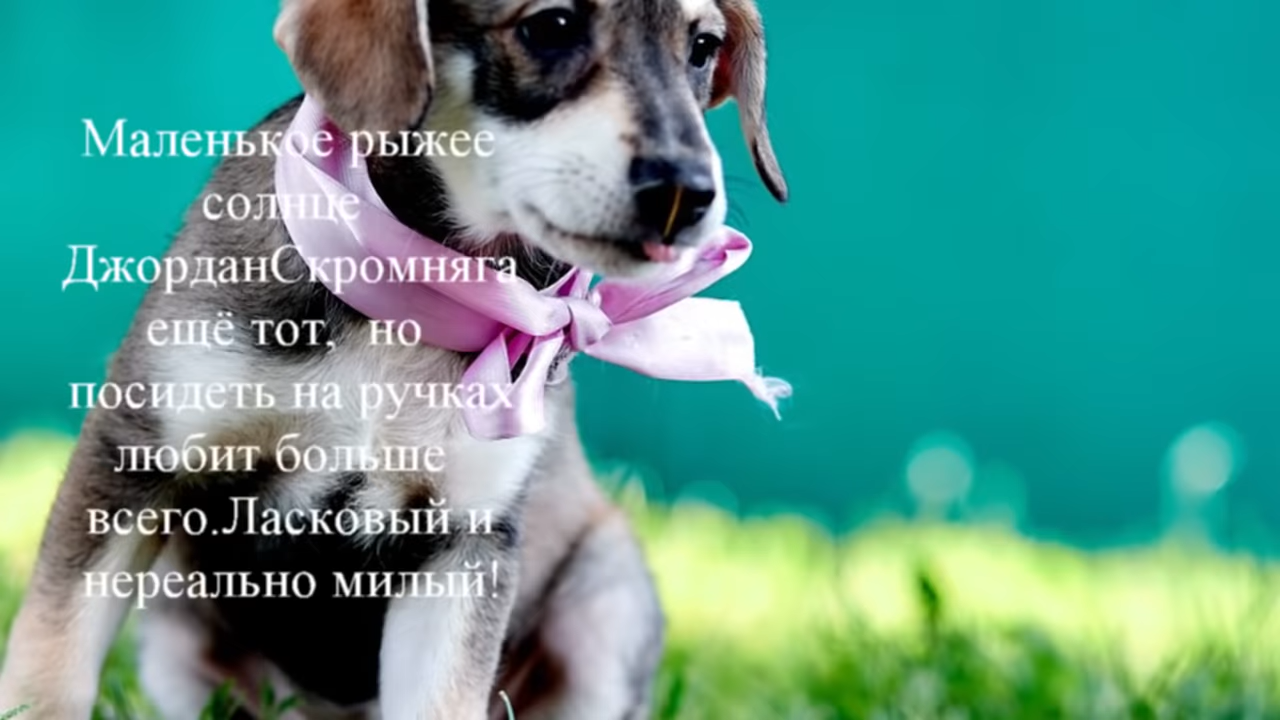 Маленькое рыжее
солнце
ДжорданСкромняга
ещё тот,  но
посидеть на ручках
любит больше
всего.Ласковый и
нереально милый!